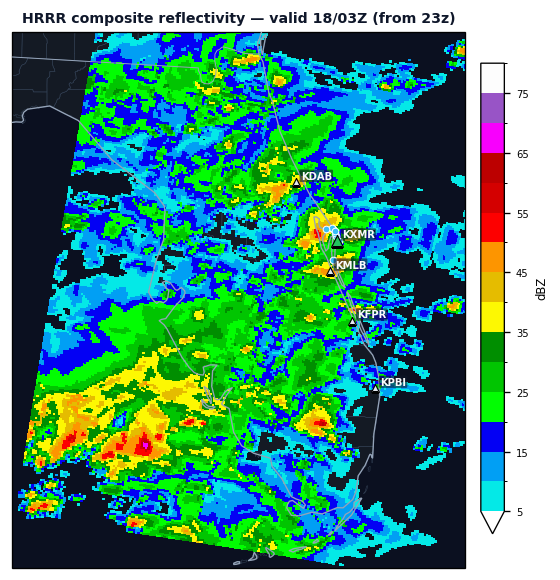 HRRR composite reflectivity — valid 18/03Z (from 23z)
KDAB
KXMR
KMLB
KFPR
KPBI
75
65
55
45
35
25
15
5
dBZ